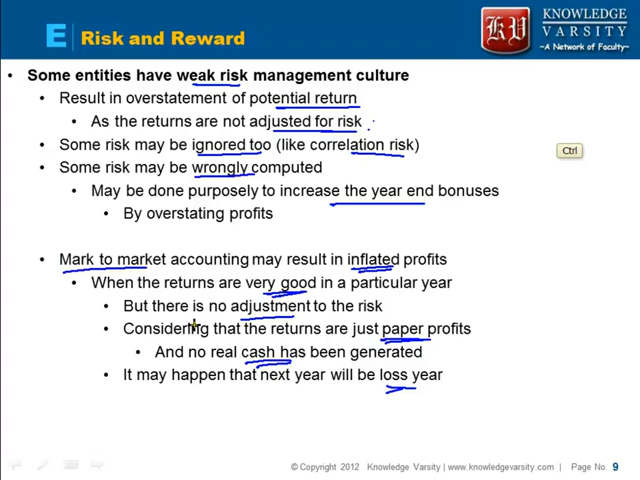 E Risk and Reward
KNOWLEDGE
VARSITY
~A Network of Faculty~
KV
Some entities have weak risk management culture
Result in overstatement of potential return
As the returns are not adjusted for risk
Some risk may be ignored too (like correlation risk)
Ctrl
Some risk may be wrongly computed
May be done purposely to increase the year end bonuses
By overstating profits
Mark to market accounting may result in inflated profits
When the returns are very good in a particular year
But there is no adjustment to the risk
Considering that the returns are just paper profits
And no real cash has been generated
It may happen that next year will be loss year
© Copyright 2012 Knowledge Varsity | www.knowledgevarsity.com | Page No. 9